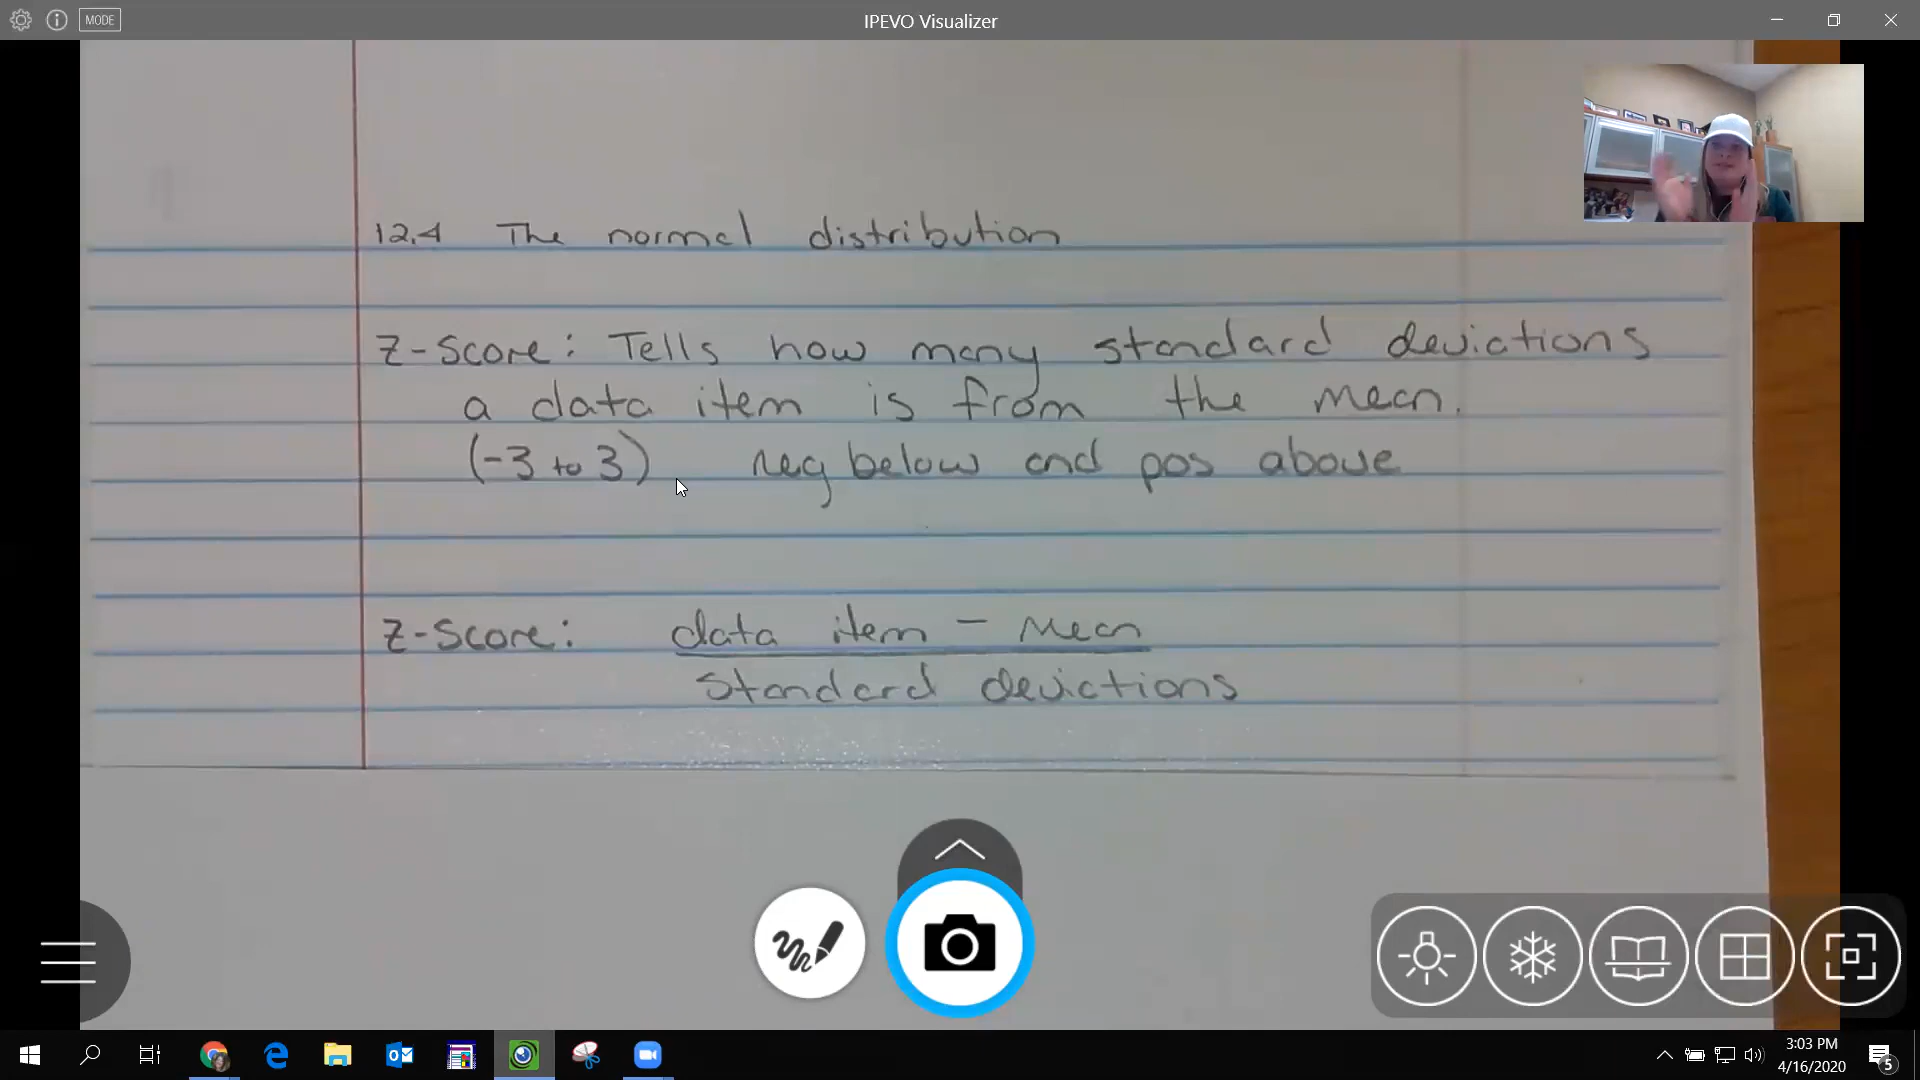 MODE
IPEVO Visualizer
12.4 The normal distribution
Z-Score: Tells how many standard deviations
a data item is from the mean.
(-3 to 3) neg below and pos above
Z-Score: data item - Mean
Standard deviations
3:03 PM
4/16/2020
5